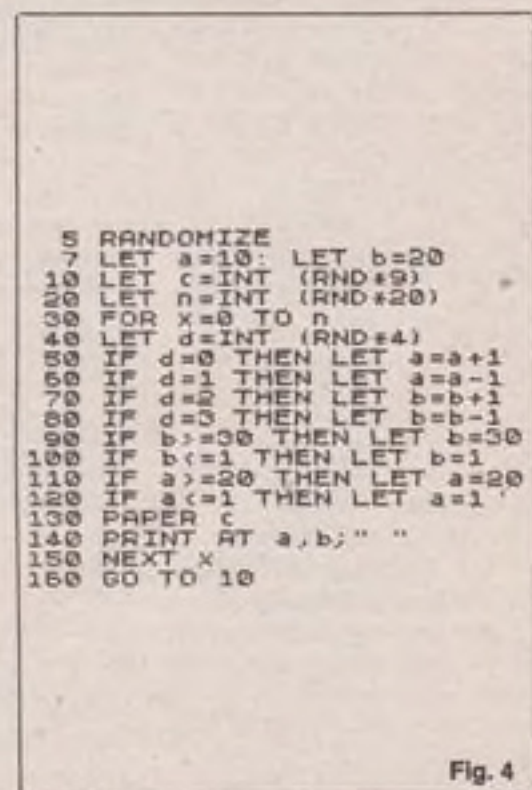 5 RANDOMIZE
7 LET a=10: LET b=20
10 LET c=INT (RND*9)
20 LET n=INT (RND*20)
30 FOR x=0 TO n
40 LET d=INT (RND*4)
50 IF d=0 THEN LET a=a+1
60 IF d=1 THEN LET a=a-1
70 IF d=2 THEN LET b=b+1
80 IF d=3 THEN LET b=b-1
90 IF b>=30 THEN LET b=30
100 IF b<=1 THEN LET b=1
110 IF a>=20 THEN LET a=20
120 IF a<=1 THEN LET a=1
130 PAPER c
140 PRINT AT a,b;" "
150 NEXT x
160 GO TO 10
Fig. 4